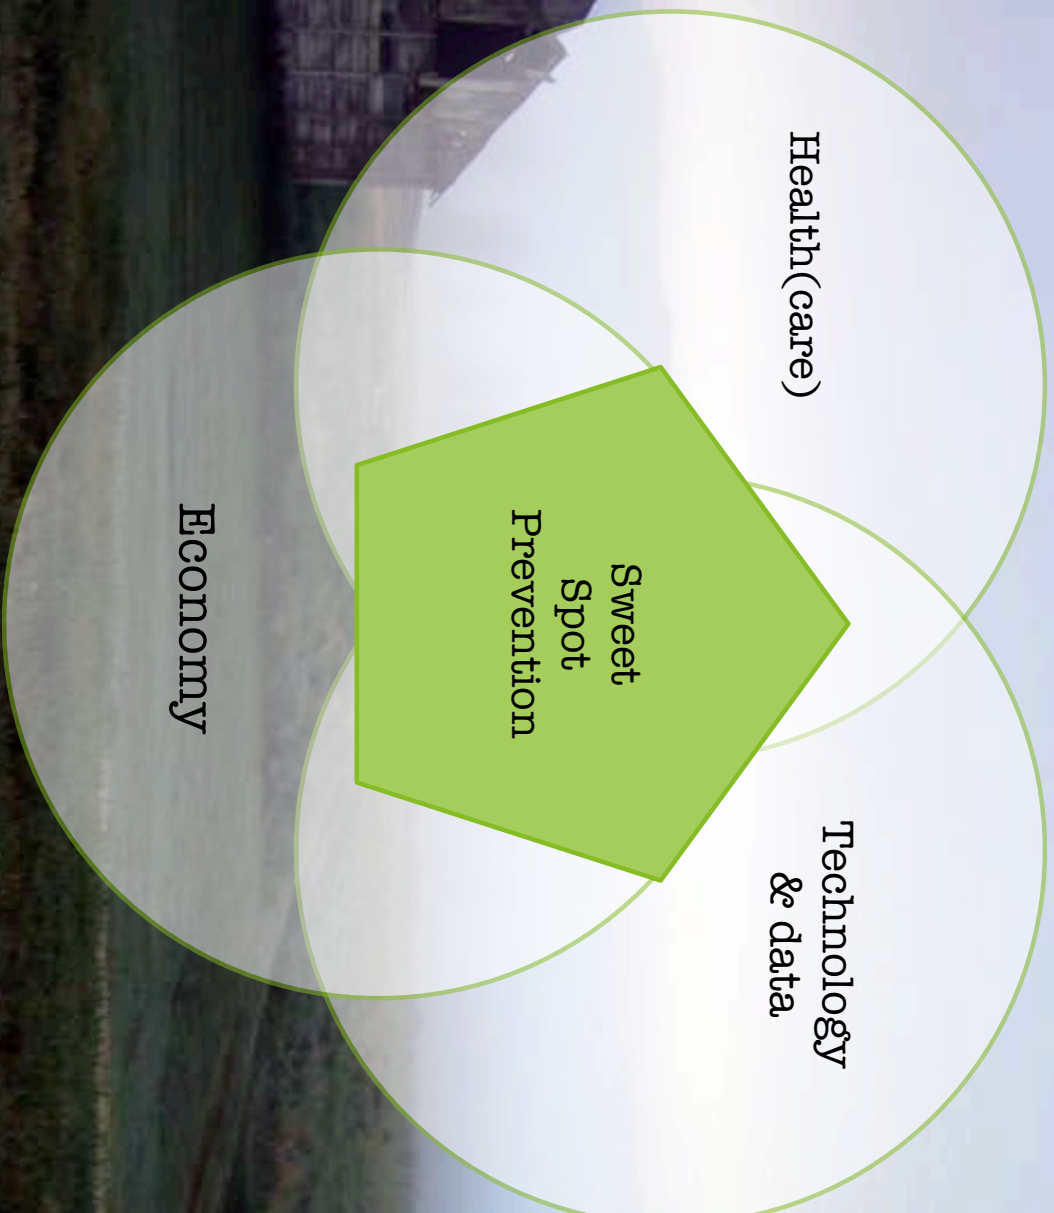 Health(care)
Technology
& data
Sweet
Spot
Prevention
Economy